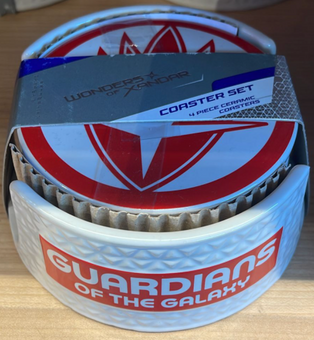 WONDERS OF XANDAR
COASTER SET
4 PIECE CERAMIC
COASTERS
GUARDIANS
OF THE GALAXY